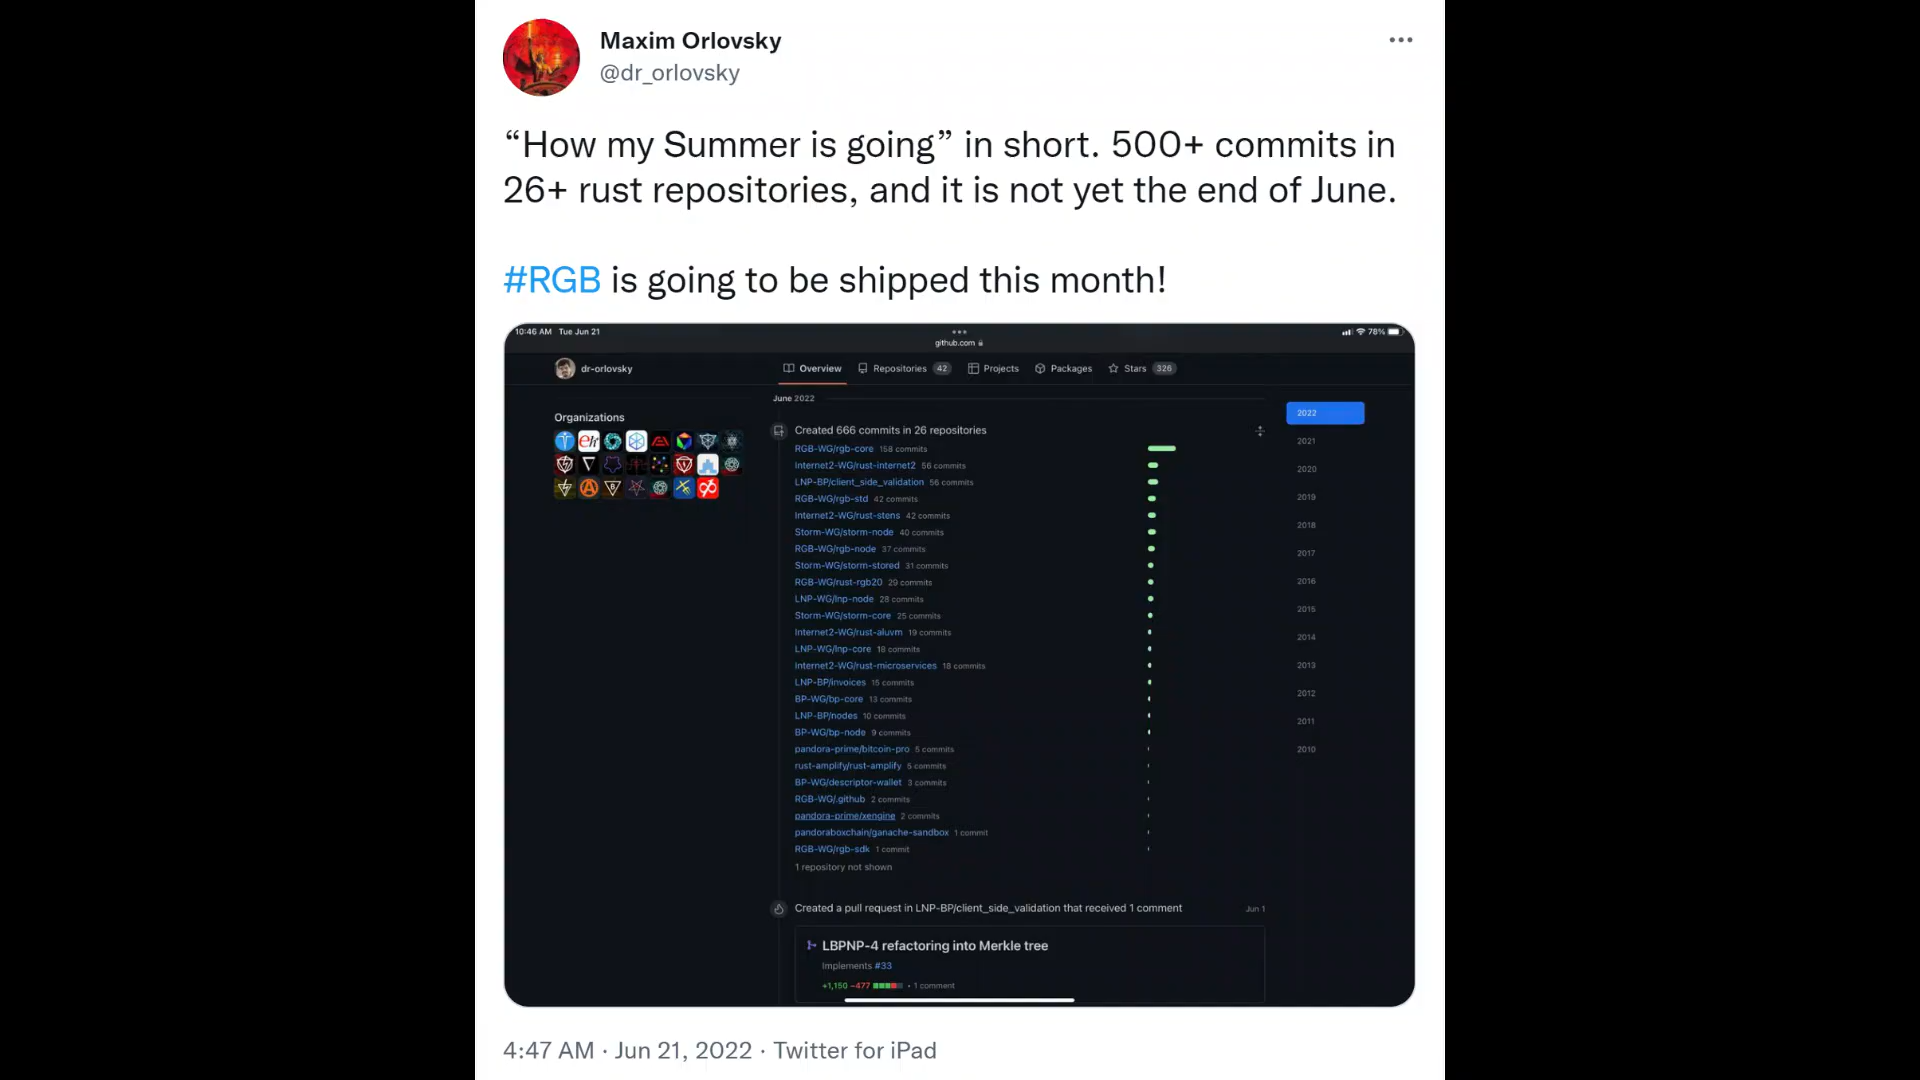 Maxim Orlovsky
@dr_orlovsky
“How my Summer is going” in short. 500+ commits in
26+ rust repositories, and it is not yet the end of June.
#RGB is going to be shipped this month!
10:46 AM Tue Jun 21
78%
github.com
dr-orlovsky
Overview Repositories 42 Projects Packages Stars 326
June 2022
Organizations
Created 666 commits in 26 repositories
RGB-WG/rgb-core 158 commits
Internet2-WG/rust-internet2 56 commits
LNP-BP/client_side_validation 56 commits
RGB-WG/rgb-std 42 commits
Internet2-WG/rust-stens 42 commits
Storm-WG/storm-node 40 commits
RGB-WG/rgb-node 37 commits
Storm-WG/storm-stored 31 commits
RGB-WG/rust-rgb20 29 commits
LNP-WG/lnp-node 28 commits
Storm-WG/storm-core 25 commits
Internet2-WG/rust-aluvm 19 commits
LNP-WG/lnp-core 18 commits
Internet2-WG/rust-microservices 18 commits
LNP-BP/invoices 15 commits
BP-WG/bp-core 13 commits
LNP-BP/nodes 10 commits
BP-WG/bp-node 9 commits
pandora-prime/bitcoin-pro 5 commits
rust-amplify/rust-amplify 5 commits
BP-WG/descriptor-wallet 3 commits
RGB-WG/.github 2 commits
pandora-prime/xengine 2 commits
pandoraboxchain/ganache-sandbox 1 commit
RGB-WG/rgb-sdk 1 commit
1 repository not shown
2022
2021
2020
2019
2018
2017
2016
2015
2014
2013
2012
2011
2010
Created a pull request in LNP-BP/client_side_validation that received 1 comment Jun 1
LBPNP-4 refactoring into Merkle tree
Implements #33
+1,150 −477 • 1 comment
4:47 AM · Jun 21, 2022 · Twitter for iPad